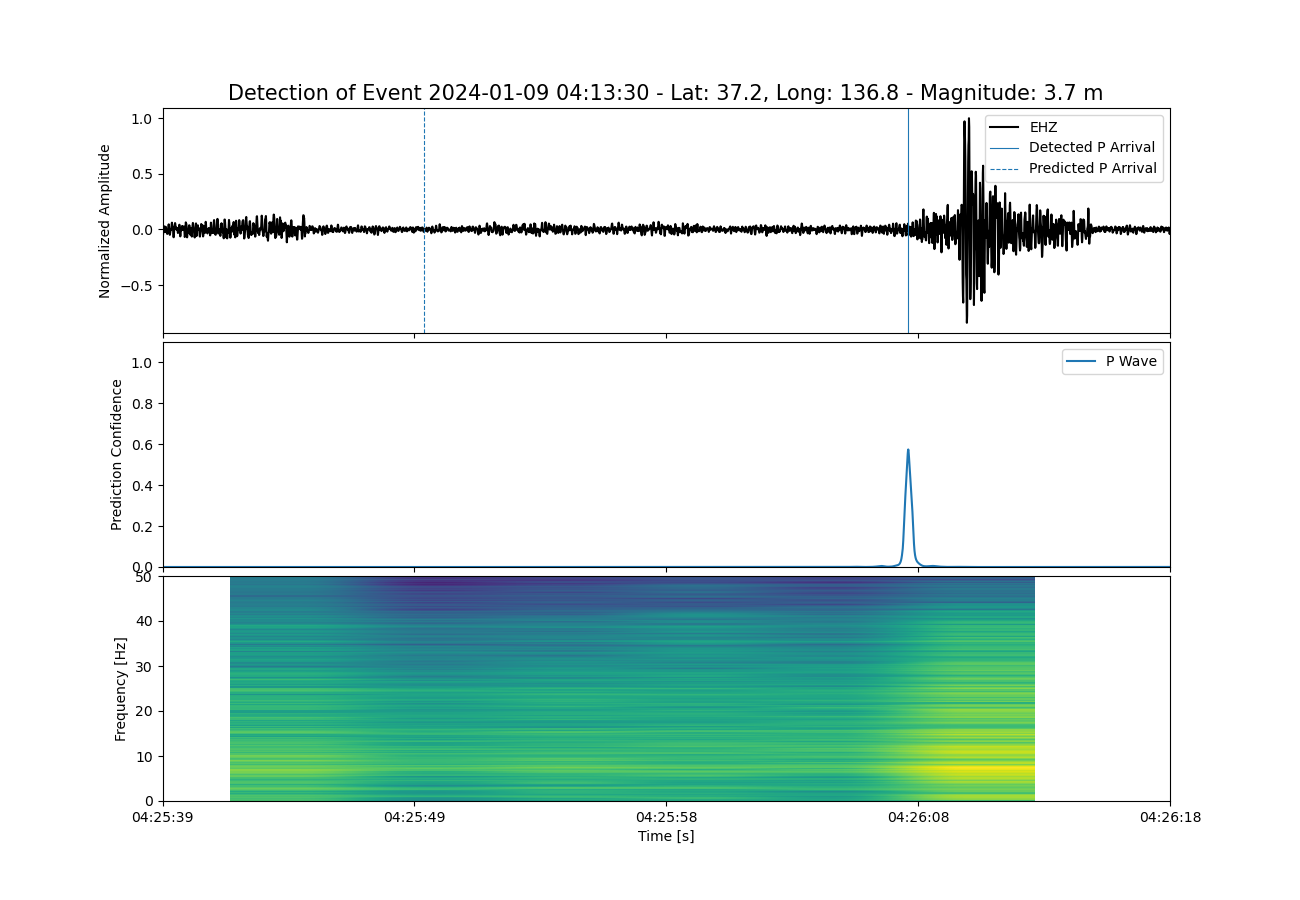 Detection of Event 2024-01-09 04:13:30 - Lat: 37.2, Long: 136.8 - Magnitude: 3.7 m
Normalized Amplitude
1.0
0.5
0.0
−0.5
EHZ
Detected P Arrival
Predicted P Arrival
Prediction Confidence
1.0
0.8
0.6
0.4
0.2
0.0
P Wave
Frequency [Hz]
50
40
30
20
10
0
04:25:39 04:25:49 04:25:58 04:26:08 04:26:18
Time [s]